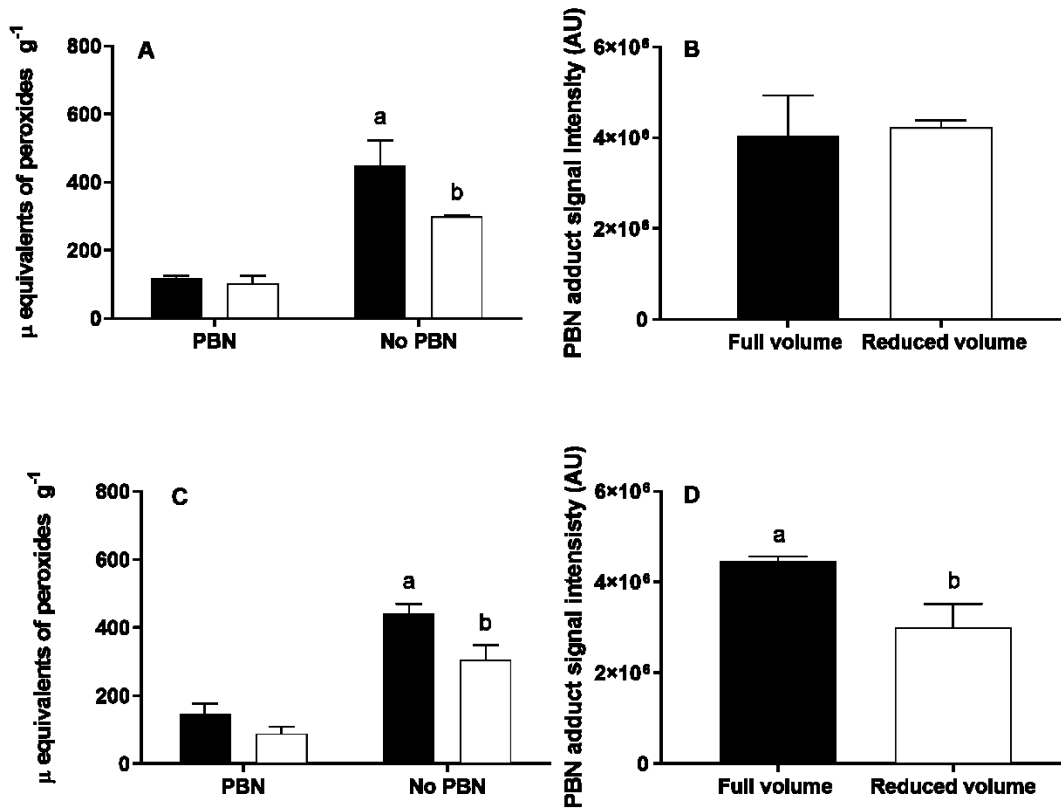 A
μ equivalents of peroxides g⁻¹
800
600
400
200
0
a
b
PBN
No PBN
B
PBN adduct signal Intensity (AU)
6×10⁶
4×10⁶
2×10⁶
0
Full volume
Reduced volume
C
μ equivalents of peroxides g⁻¹
800
600
400
200
0
a
b
PBN
No PBN
D
PBN adduct signal intensisty (AU)
6×10⁶
4×10⁶
2×10⁶
0
a
b
Full volume
Reduced volume